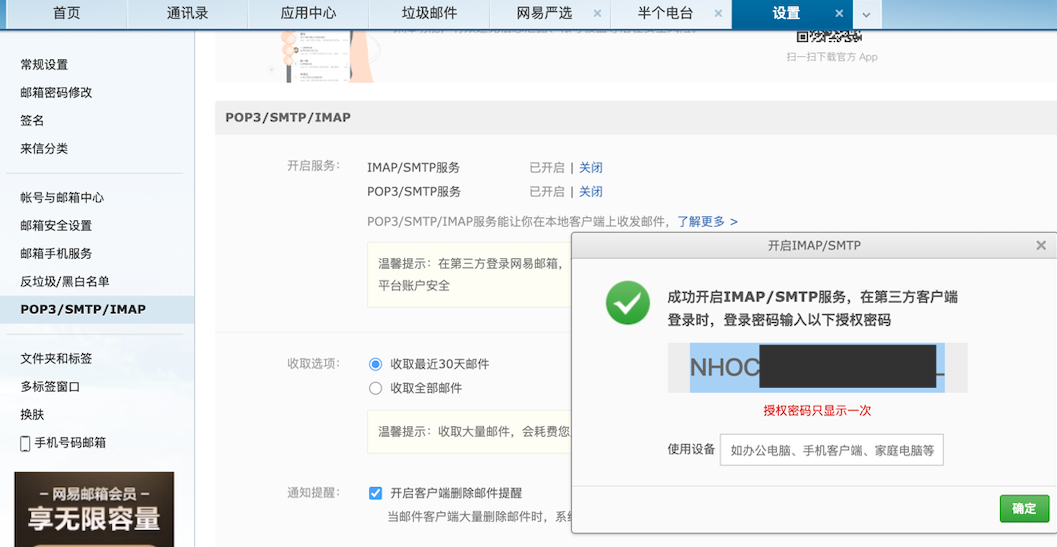 首页 通讯录 应用中心 垃圾邮件 网易严选 × 半个电台 × 设置 ×
扫一扫下载官方 App
常规设置
邮箱密码修改
签名
来信分类
帐号与邮箱中心
邮箱安全设置
邮箱手机服务
反垃圾/黑白名单
POP3/SMTP/IMAP
文件夹和标签
多标签窗口
换肤
手机号码邮箱
– 网易邮箱会员 –
享无限容量
POP3/SMTP/IMAP
开启服务： IMAP/SMTP服务 已开启 | 关闭
POP3/SMTP服务 已开启 | 关闭
POP3/SMTP/IMAP服务能让你在本地客户端上收发邮件，了解更多 >
温馨提示：在第三方登录网易邮箱，
平台账户安全
收取选项： 收取最近30天邮件
收取全部邮件
温馨提示：收取大量邮件，会耗费您
通知提醒： 开启客户端删除邮件提醒
当邮件客户端大量删除邮件时，系
开启IMAP/SMTP ×
成功开启IMAP/SMTP服务，在第三方客户端
登录时，登录密码输入以下授权密码
NHOC
授权密码只显示一次
使用设备 如办公电脑、手机客户端、家庭电脑等
确定